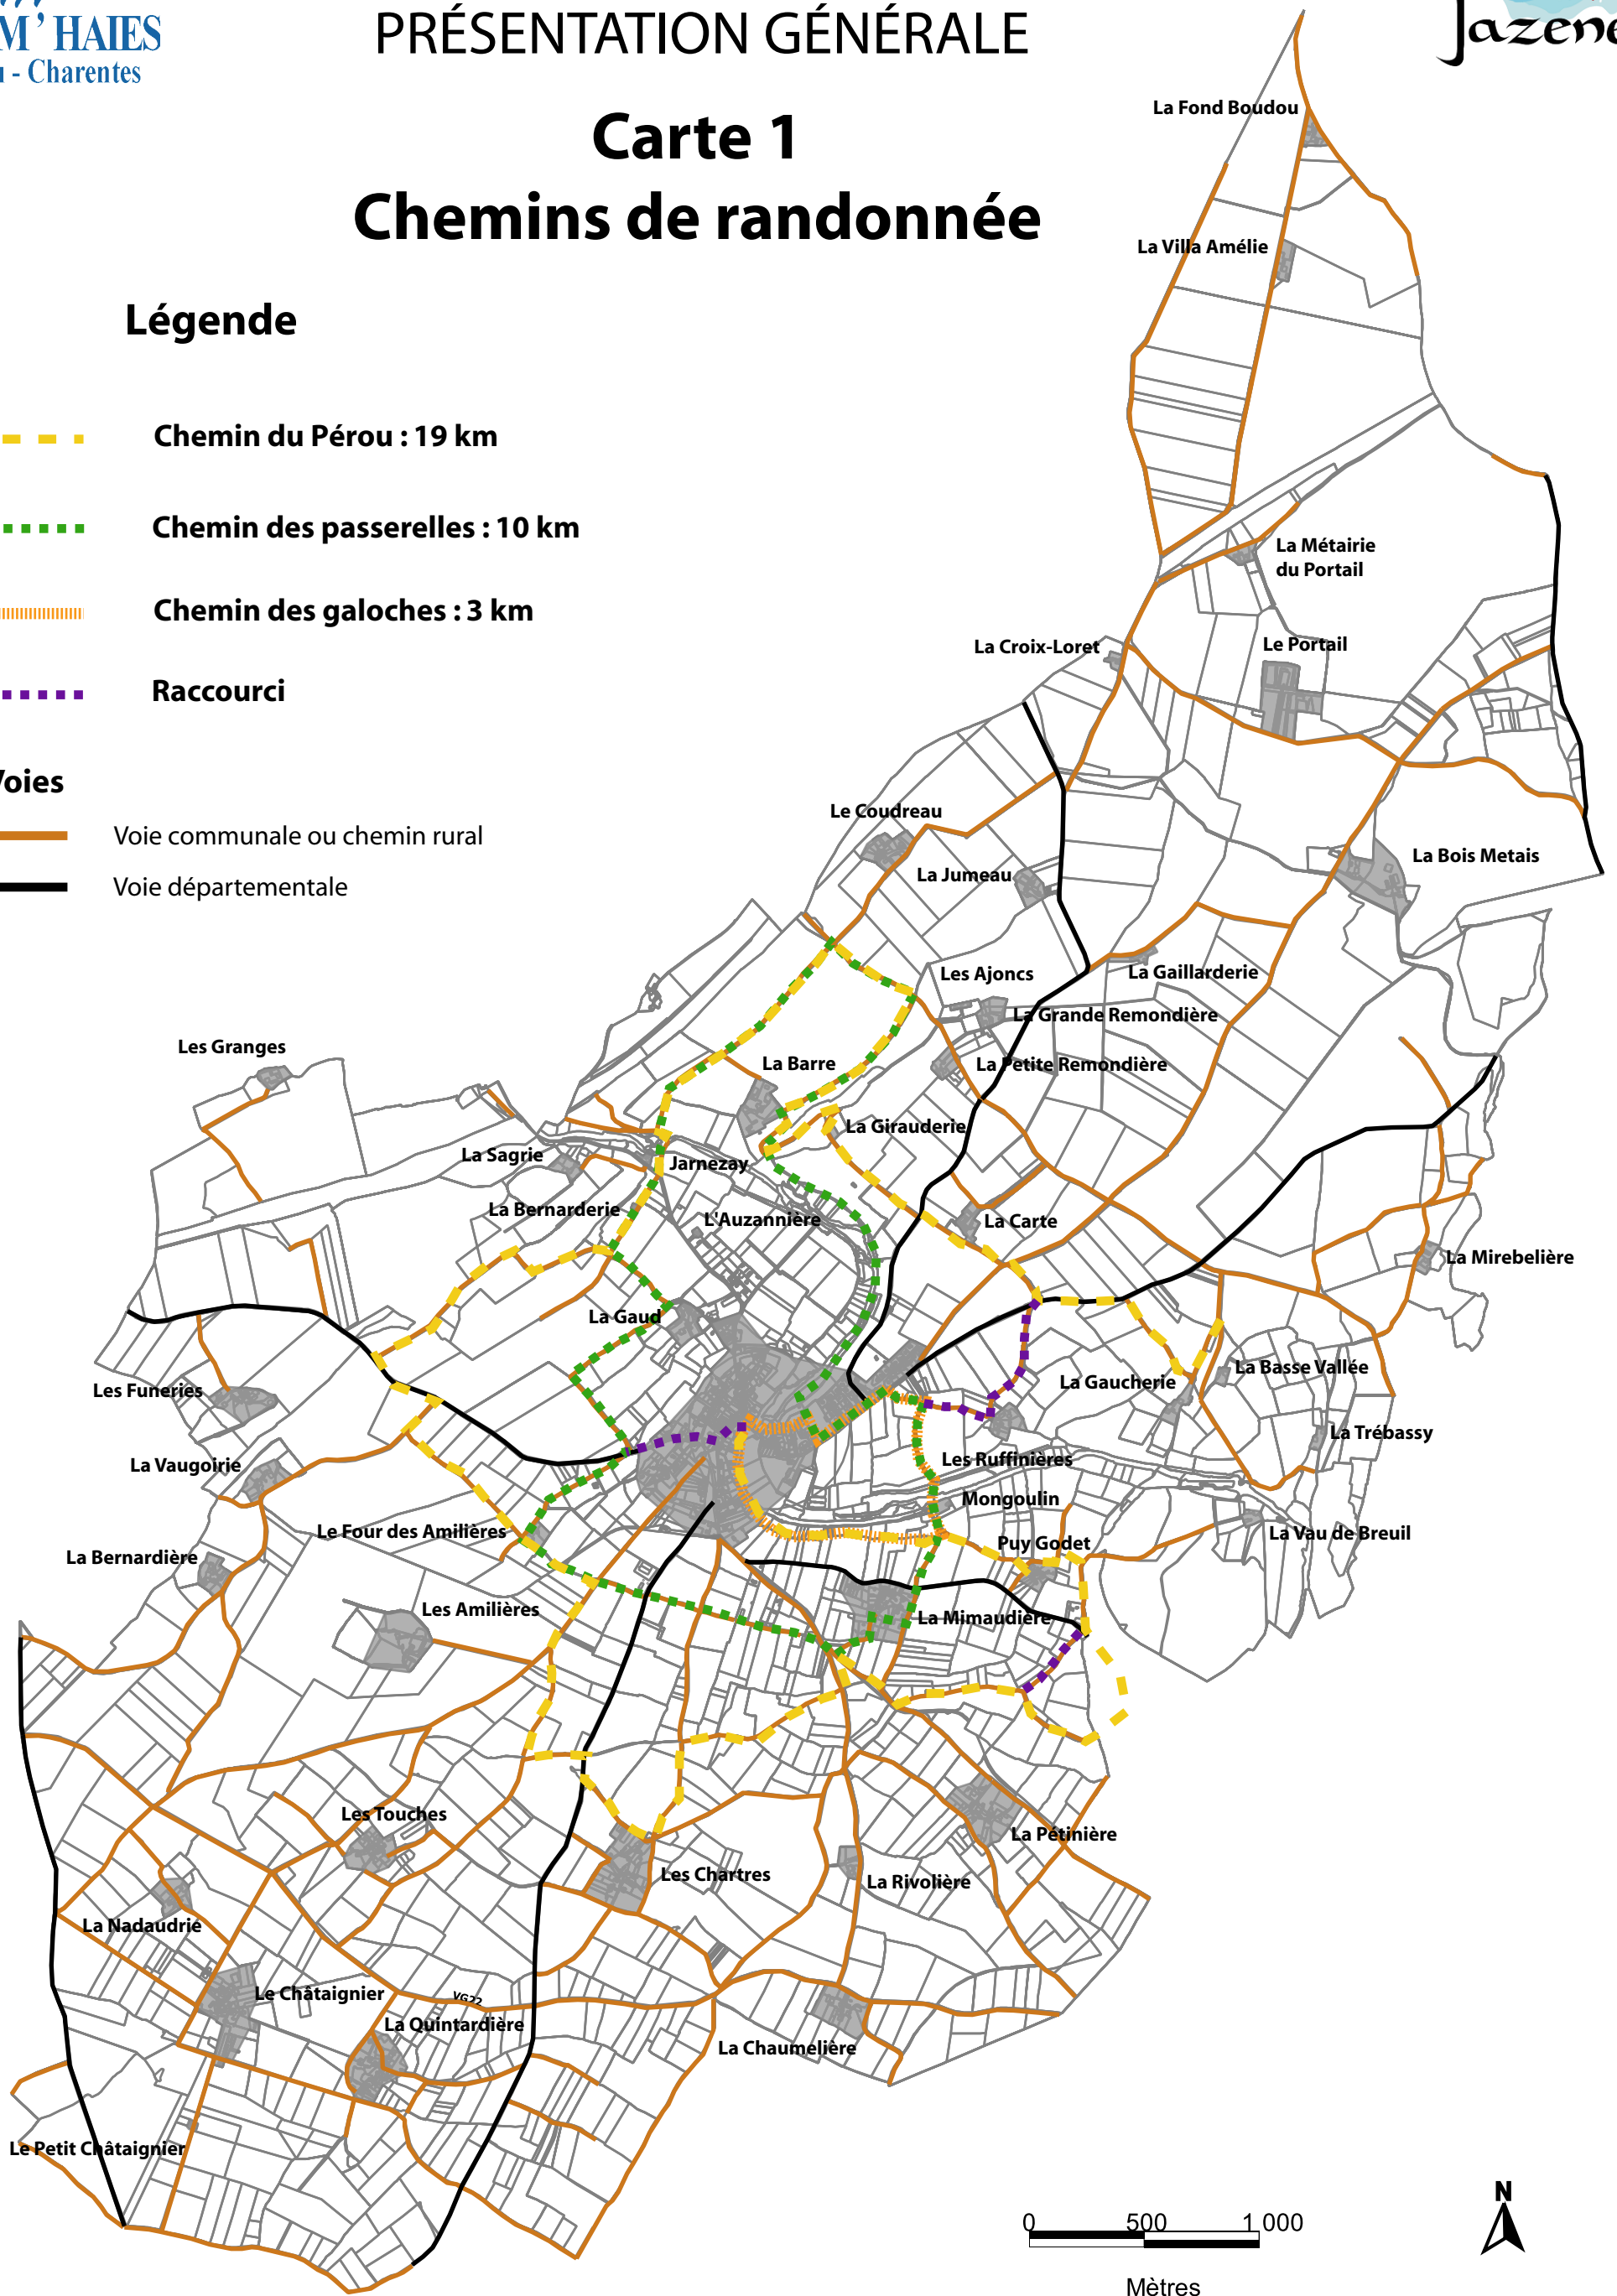 M' HAIES
- Charentes
PRÉSENTATION GÉNÉRALE
Jazene
Carte 1
Chemins de randonnée
Légende
Chemin du Pérou : 19 km
Chemin des passerelles : 10 km
Chemin des galoches : 3 km
Raccourci
Voies
Voie communale ou chemin rural
Voie départementale
La Fond Boudou
La Villa Amélie
La Métairie
du Portail
La Croix-Loret
Le Portail
Le Coudreau
La Jumeau
La Bois Metais
Les Ajoncs
La Gaillarderie
La Grande Remondière
Les Granges
La Barre
La Petite Remondière
La Girauderie
La Sagrie
Jarnezay
La Bernarderie
L'Auzannière
La Carte
La Mirebelière
La Gaud
La Basse Vallée
Les Funeries
La Gaucherie
La Trébassy
La Vaugoirie
Les Ruffinières
Mongoulin
Le Four des Amilières
La Vau de Breuil
Puy Godet
La Bernardière
Les Amilières
La Mimaudière
Les Touches
La Pétinière
Les Chartres
La Rivolière
La Nadaudrie
Le Châtaignier
VG22
La Quintardière
La Chaumelière
Le Petit Châtaignier
N
0 500 1 000
Mètres